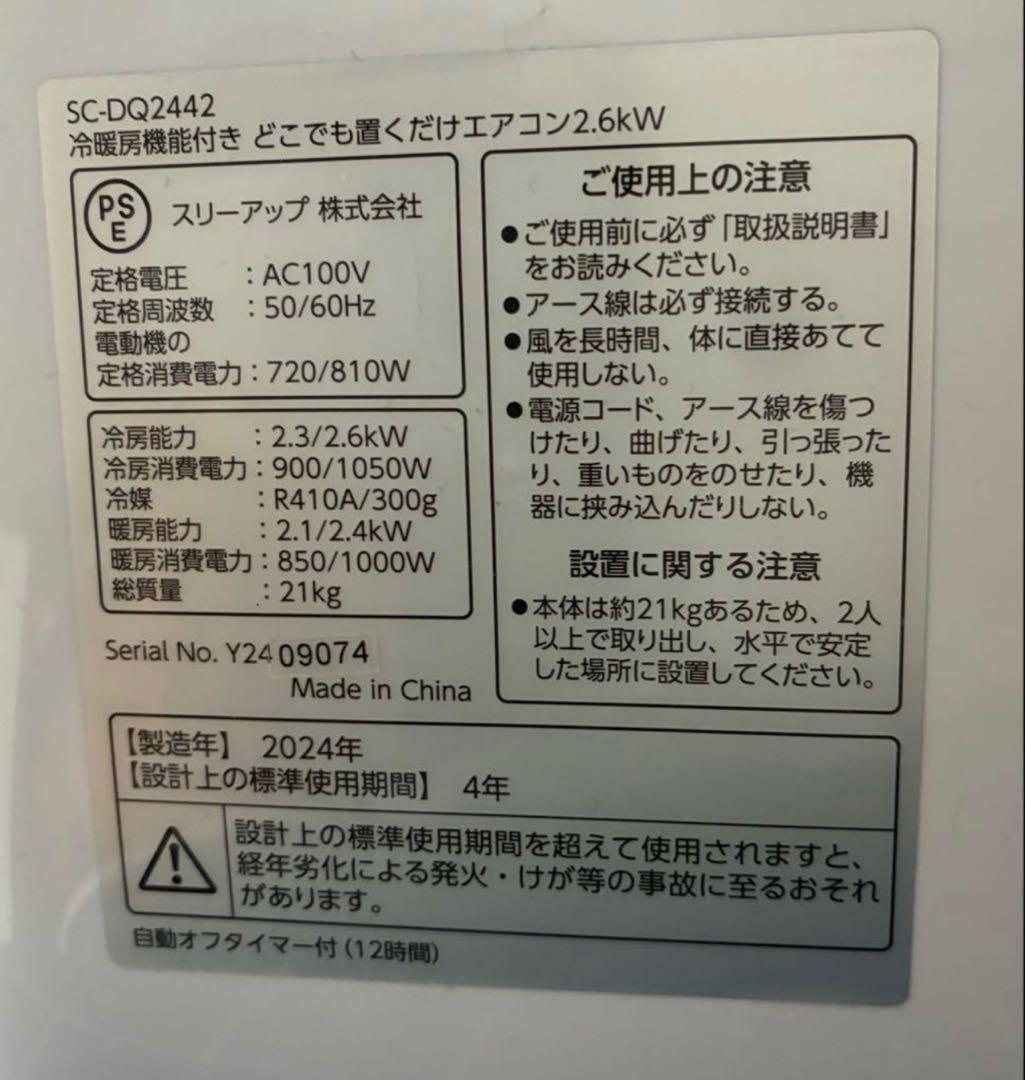 SC-DQ2442
冷暖房機能付き どこでも置くだけエアコン2.6kW
PSE
スリーアップ 株式会社
定格電圧 : AC100V
定格周波数 : 50/60Hz
電動機の
定格消費電力 : 720/810W
冷房能力 : 2.3/2.6kW
冷房消費電力 : 900/1050W
冷媒 : R410A/300g
暖房能力 : 2.1/2.4kW
暖房消費電力 : 850/1000W
総質量 : 21kg
Serial No. Y2409074
Made in China
ご使用上の注意
●ご使用前に必ず「取扱説明書」
をお読みください。
●アース線は必ず接続する。
●風を長時間、体に直接あてて
使用しない。
●電源コード、アース線を傷つ
けたり、曲げたり、引っ張った
り、重いものをのせたり、機
器に挟み込んだりしない。
設置に関する注意
●本体は約21kgあるため、2人
以上で取り出し、水平で安定
した場所に設置してください。
【製造年】 2024年
【設計上の標準使用期間】 4年
設計上の標準使用期間を超えて使用されますと、
経年劣化による発火・けが等の事故に至るおそれ
があります。
自動オフタイマー付(12時間)